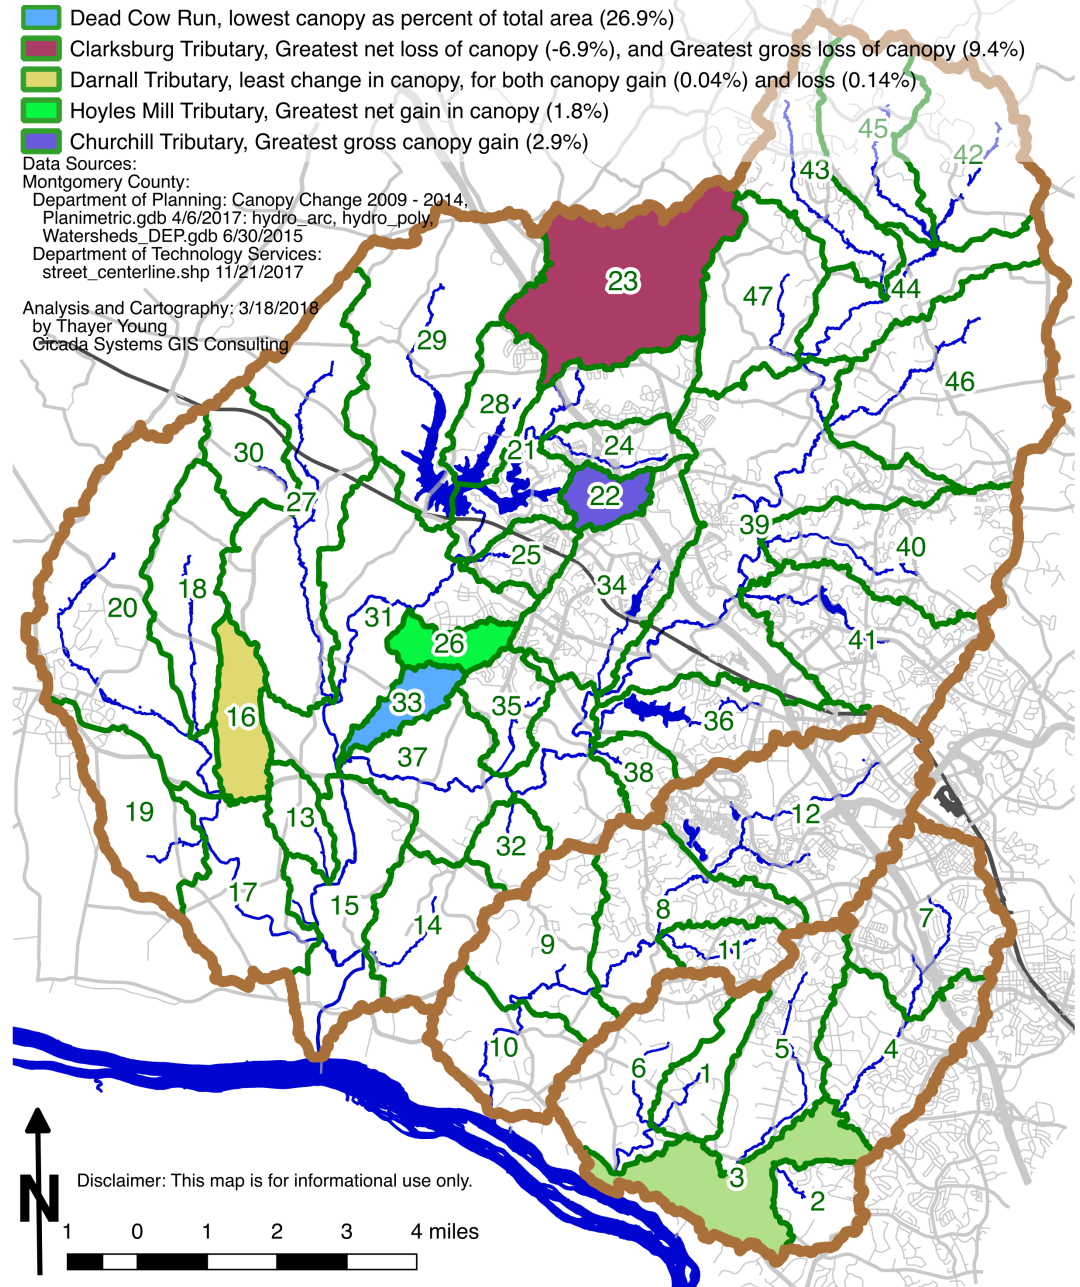 Dead Cow Run, lowest canopy as percent of total area (26.9%)
Clarksburg Tributary, Greatest net loss of canopy (-6.9%), and Greatest gross loss of canopy (9.4%)
Darnall Tributary, least change in canopy, for both canopy gain (0.04%) and loss (0.14%)
Hoyles Mill Tributary, Greatest net gain in canopy (1.8%)
Churchill Tributary, Greatest gross canopy gain (2.9%)
Data Sources:
Montgomery County:
Department of Planning: Canopy Change 2009 - 2014,
Planimetric.gdb 4/6/2017: hydro_arc, hydro_poly,
Watersheds_DEP.gdb 6/30/2015
Department of Technology Services:
street_centerline.shp 11/21/2017
Analysis and Cartography: 3/18/2018
by Thayer Young
Cicada Systems GIS Consulting
45
42
43
23
44
47
29
46
28
21
24
30
22
27
39
25
40
34
18
20
31
26
41
33
35
16
36
37
38
19
13
12
32
17
15
14
8
7
9
11
10
5
4
6
1
3
2
N
Disclaimer: This map is for informational use only.
1 0 1 2 3 4 miles